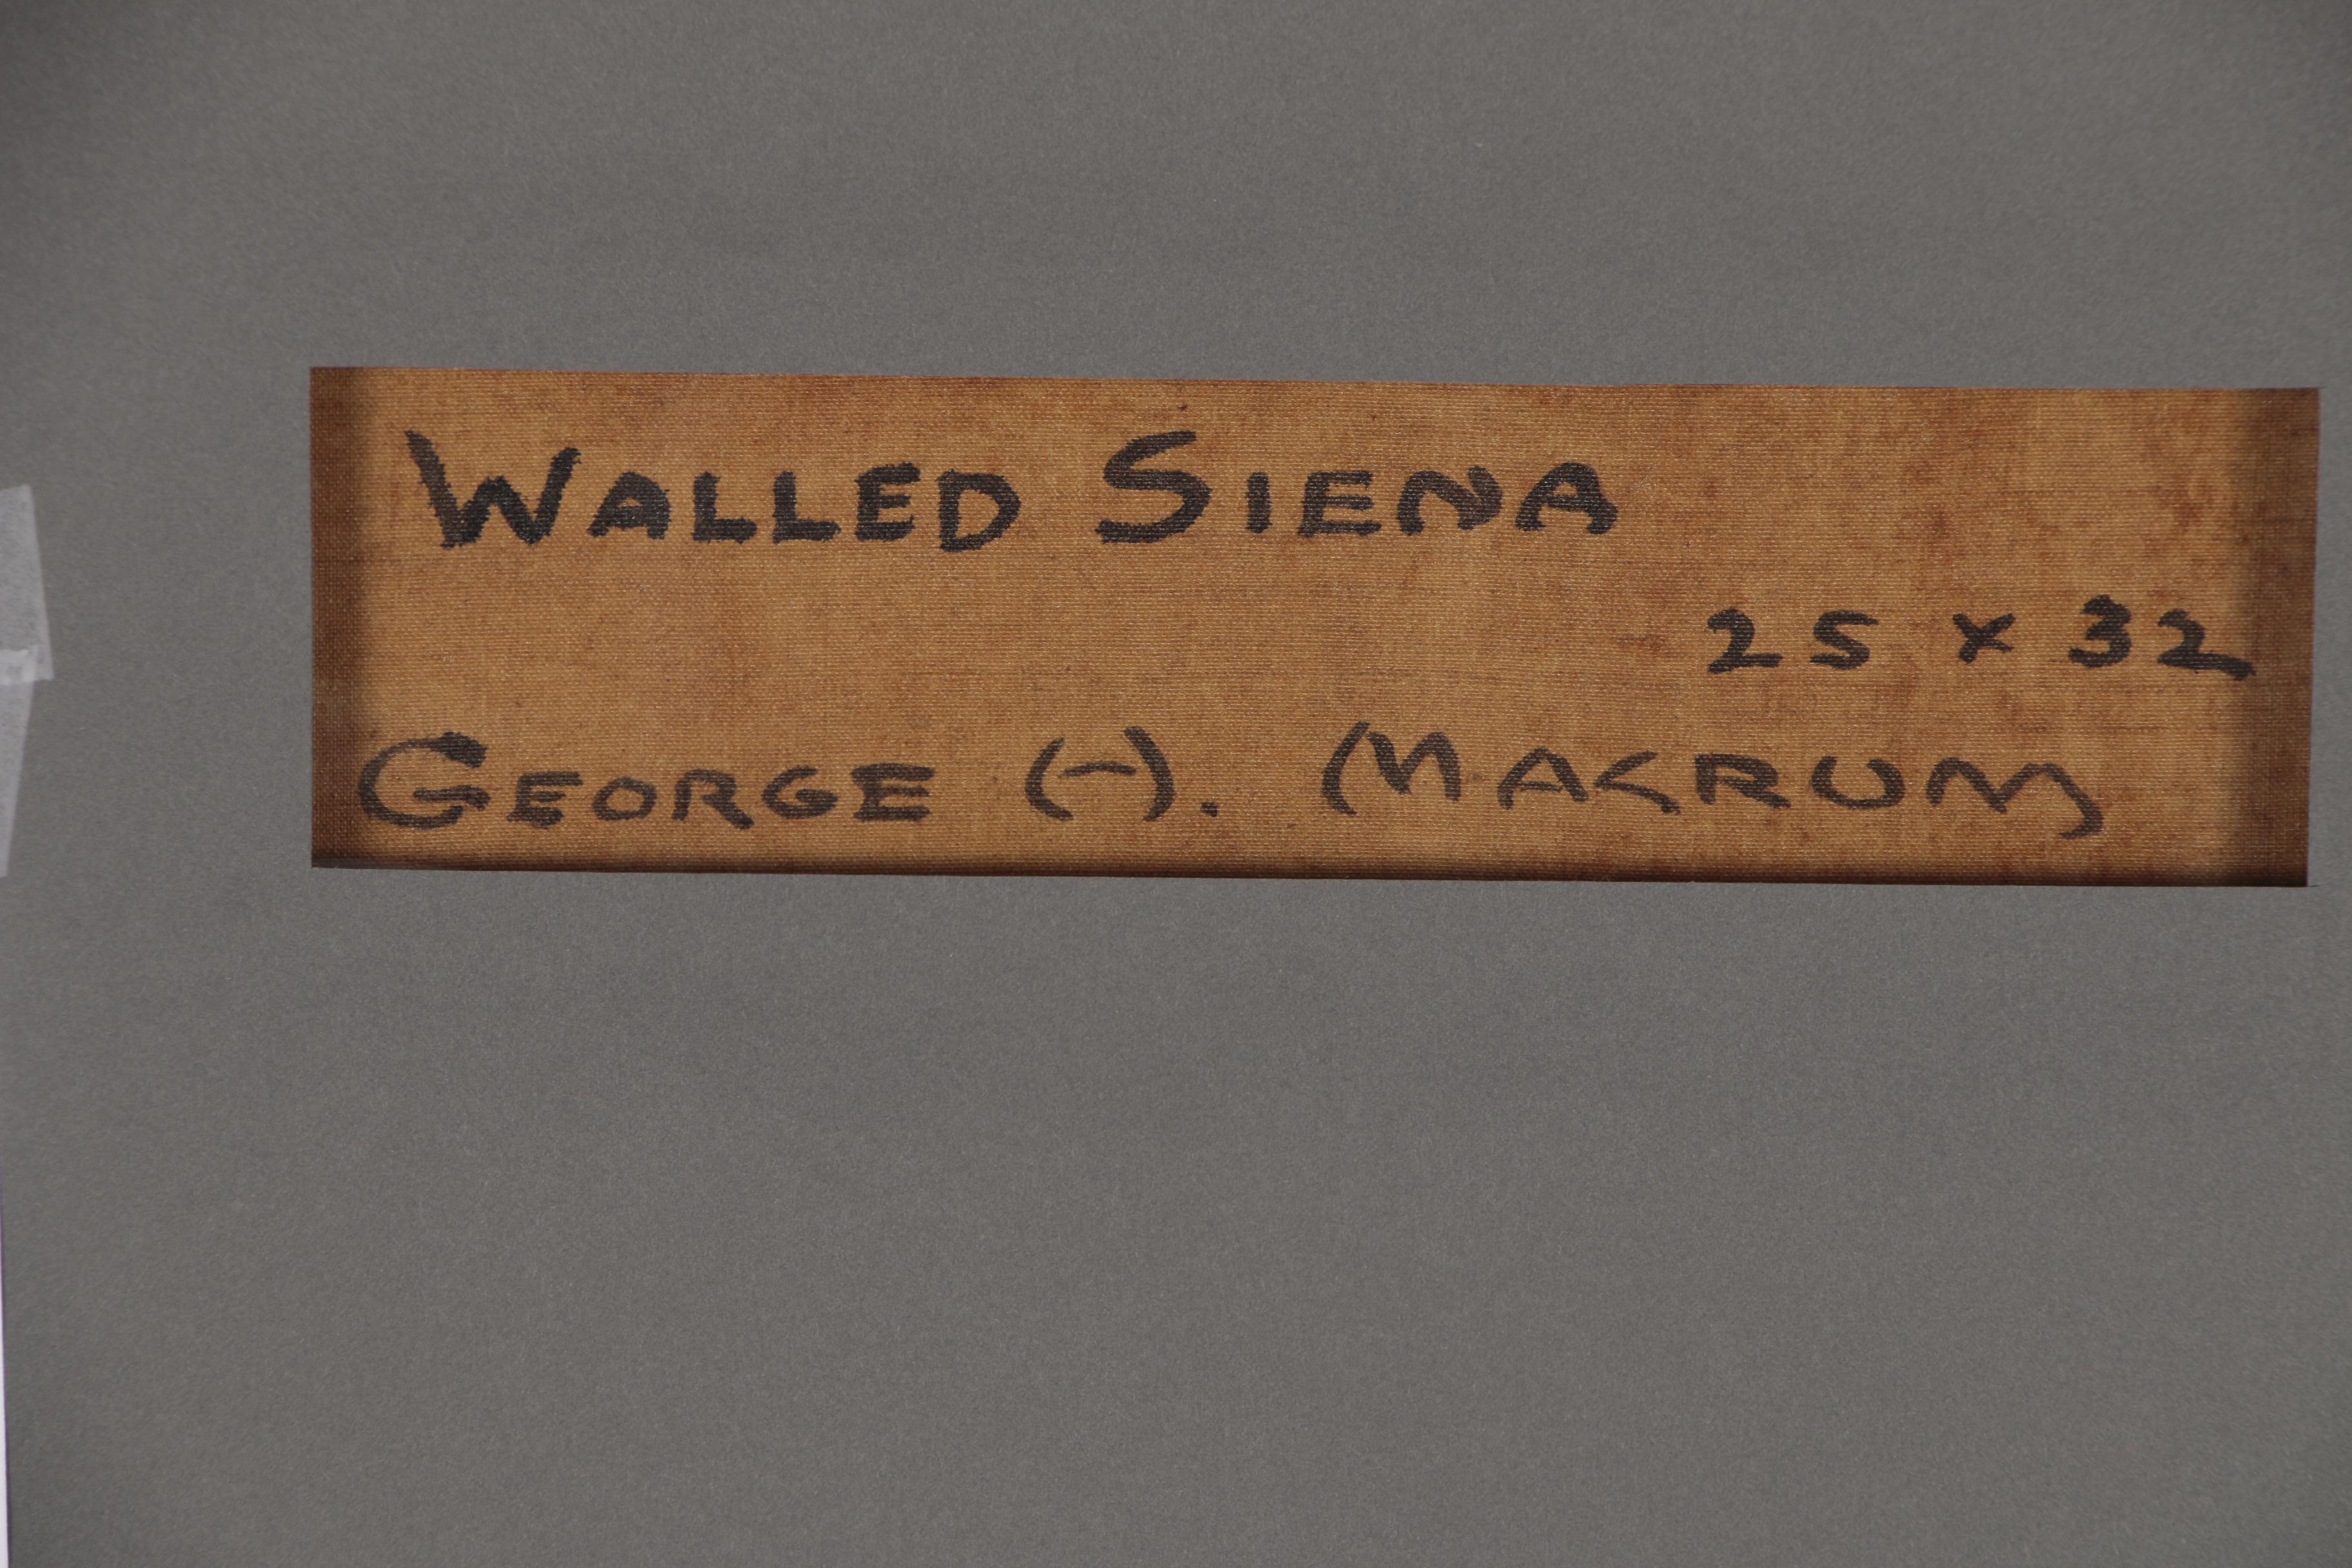 WALLED SIENA
25 x 32
GEORGE H. MACRUM